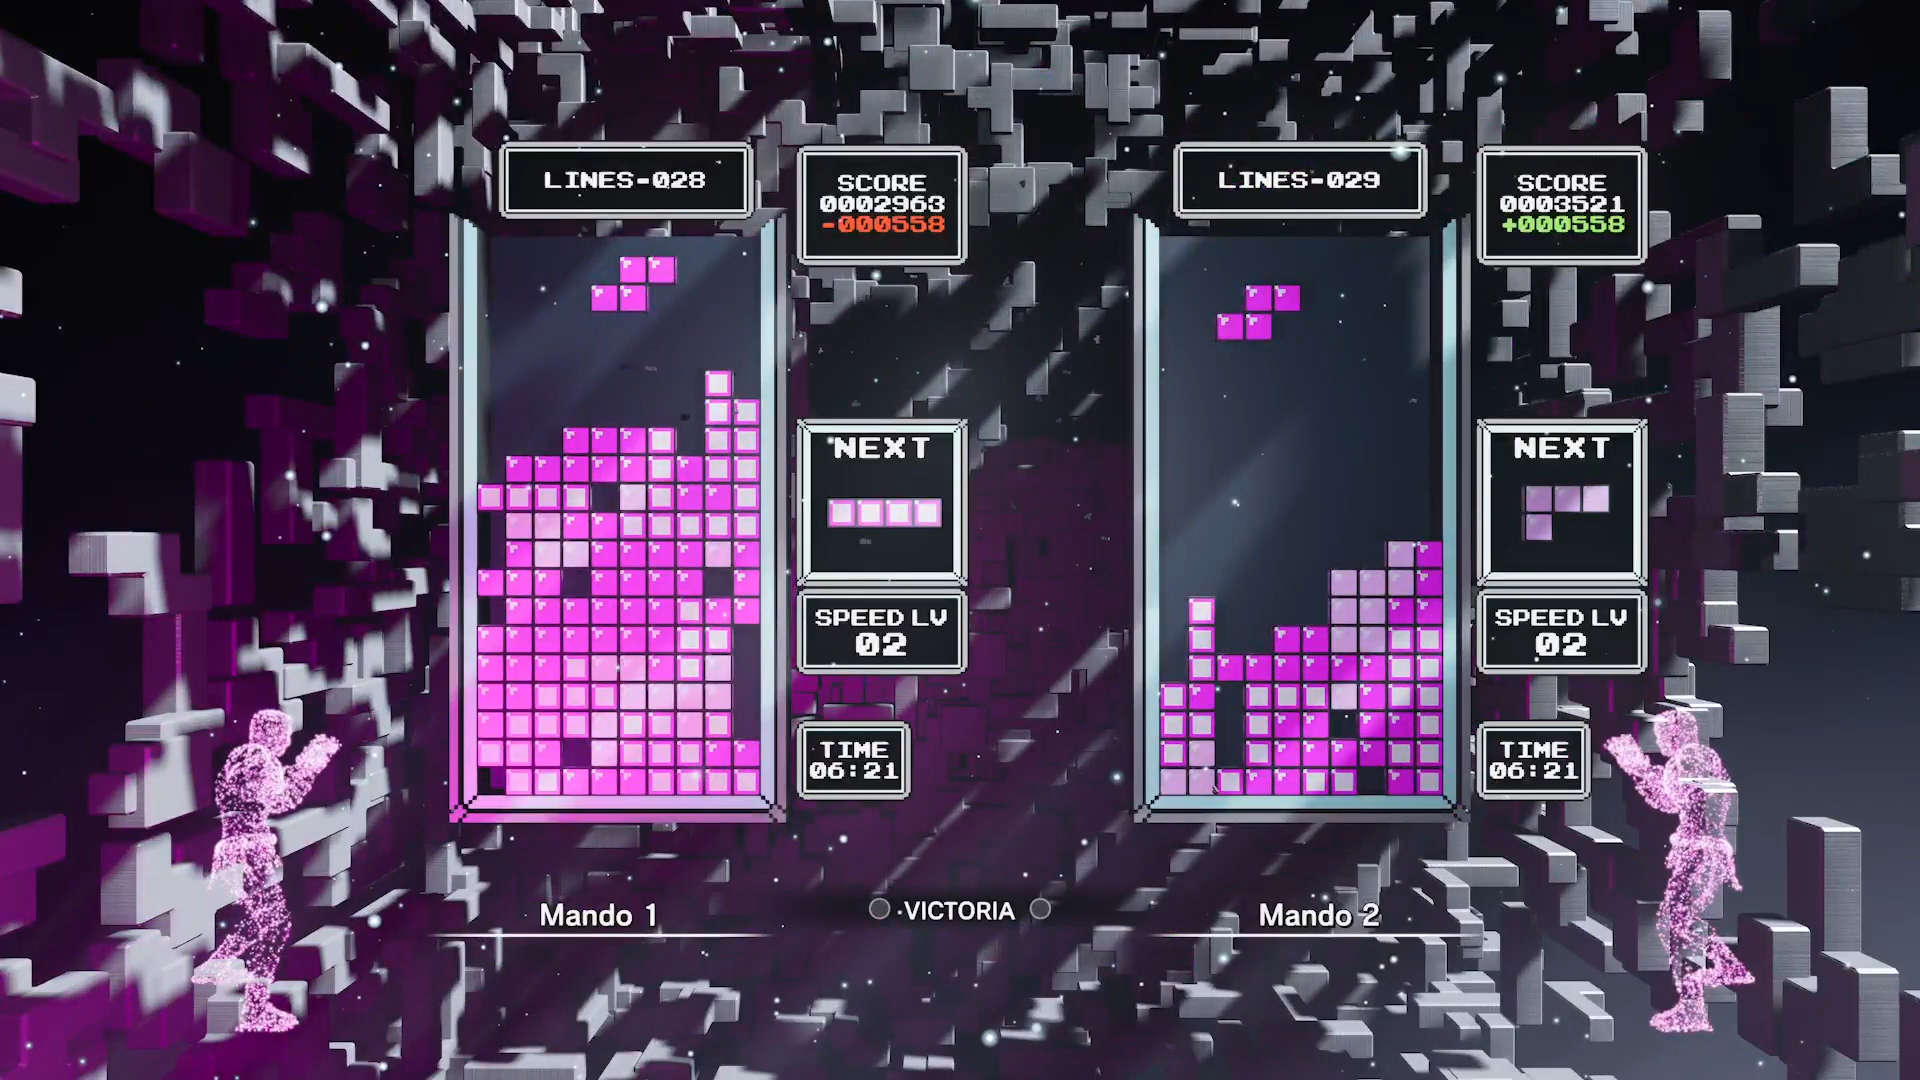 LINES-028
SCORE
0002963
-000558
NEXT
SPEED LV
02
TIME
06:21
Mando 1
VICTORIA
LINES-029
SCORE
0003521
+000558
NEXT
SPEED LV
02
TIME
06:21
Mando 2